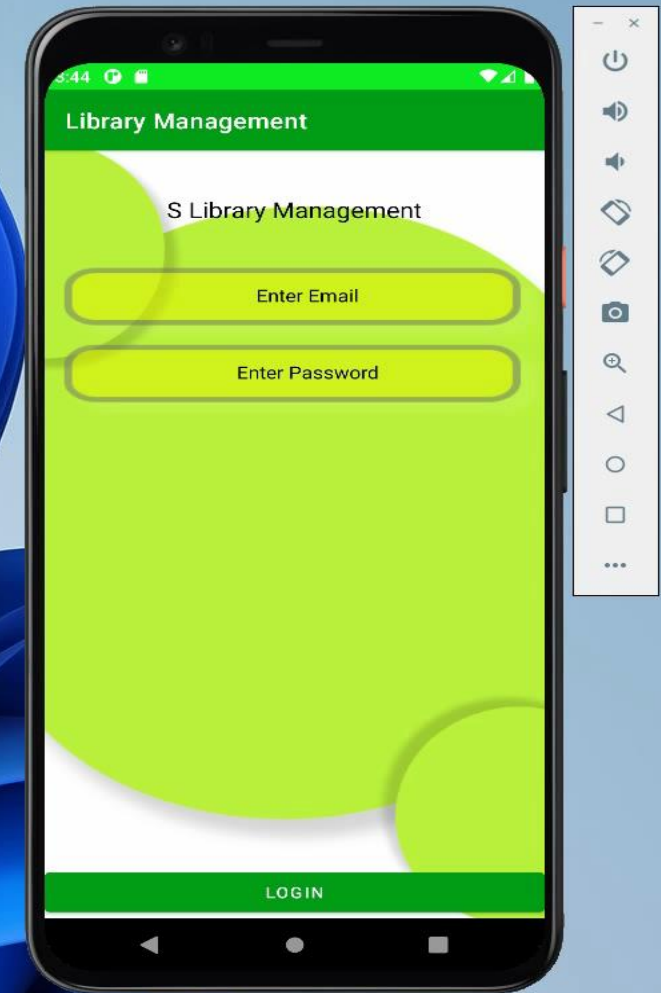 3:44
Library Management
S Library Management
Enter Email
Enter Password
LOGIN